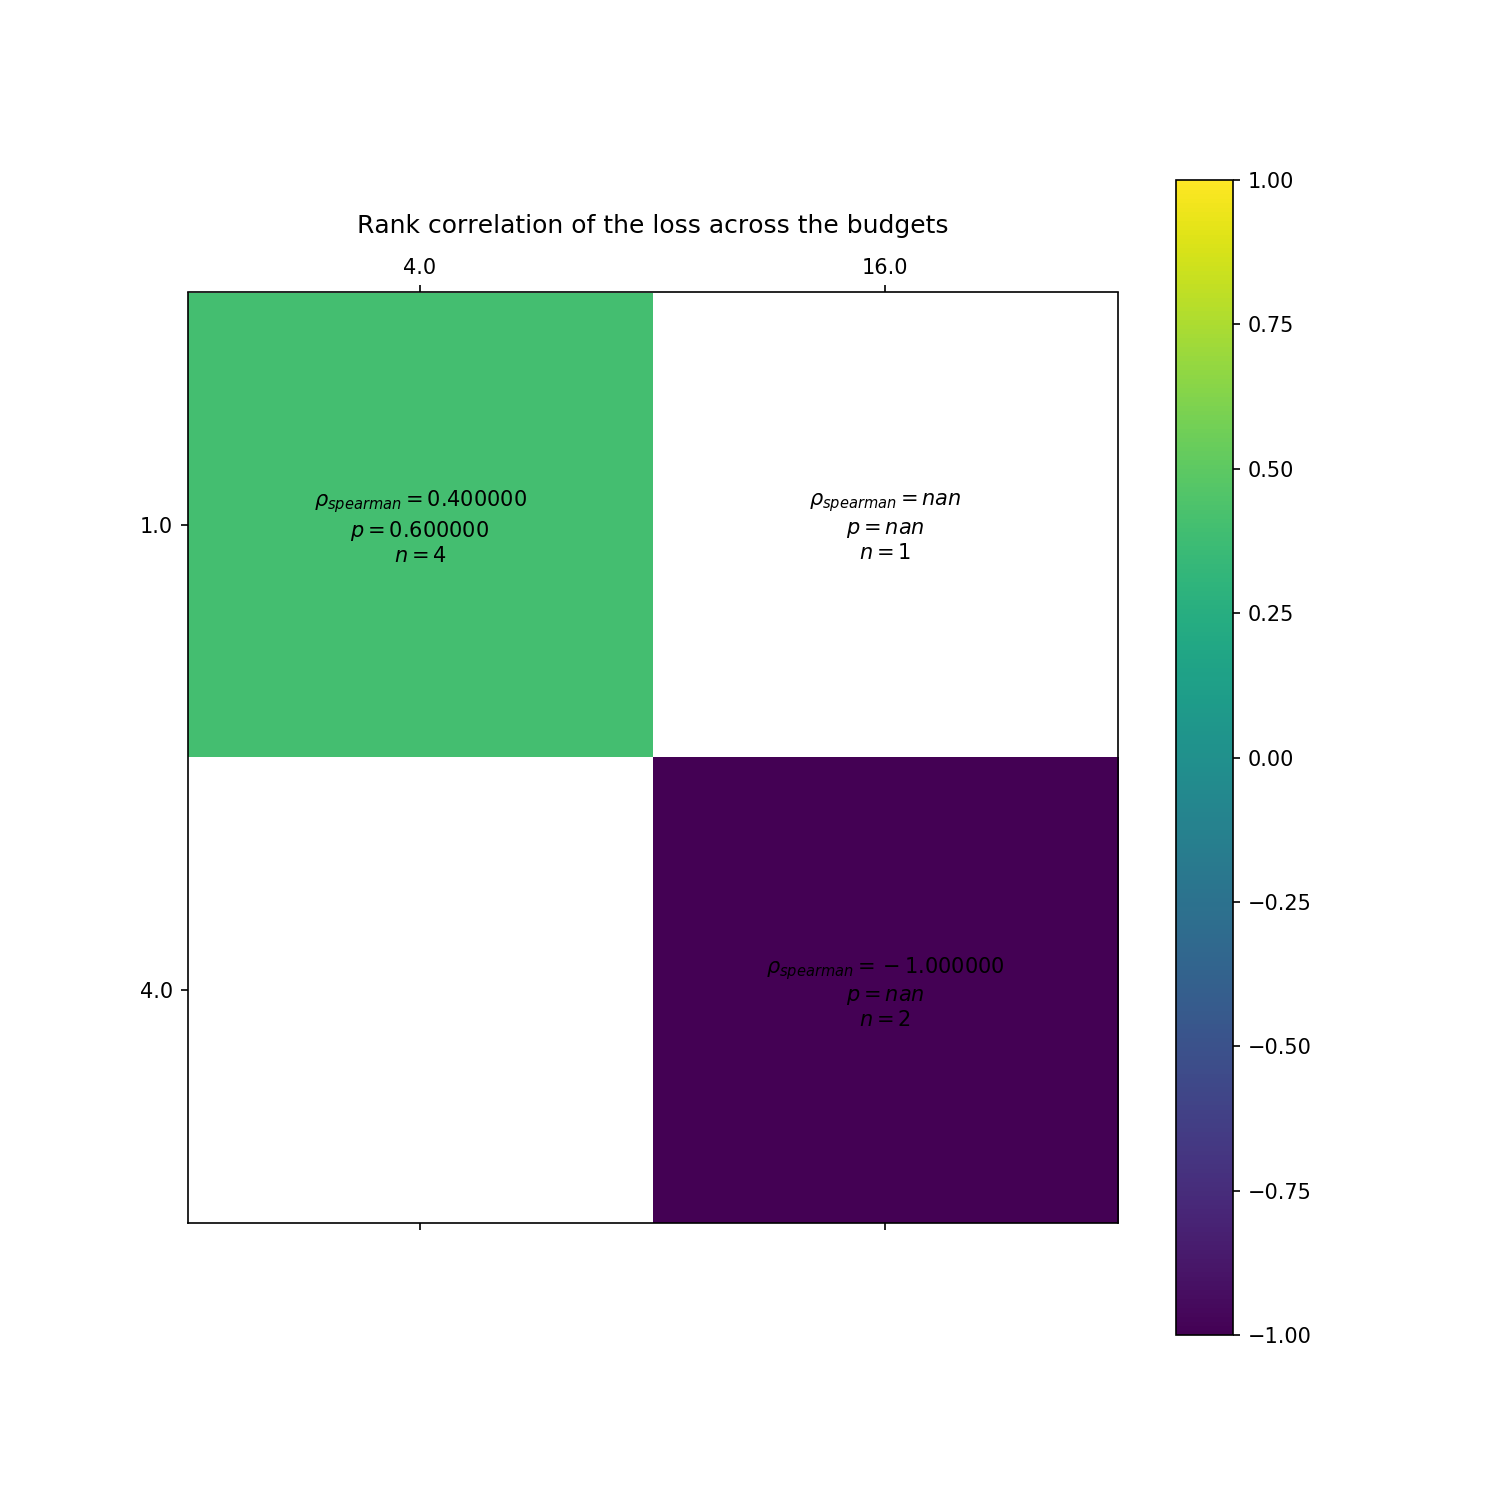 Rank correlation of the loss across the budgets
4.0 16.0
1.0
ρspearman = 0.400000
p = 0.600000
n = 4
ρspearman = nan
p = nan
n = 1
4.0
ρspearman = − 1.000000
p = nan
n = 2
1.00
0.75
0.50
0.25
0.00
−0.25
−0.50
−0.75
−1.00